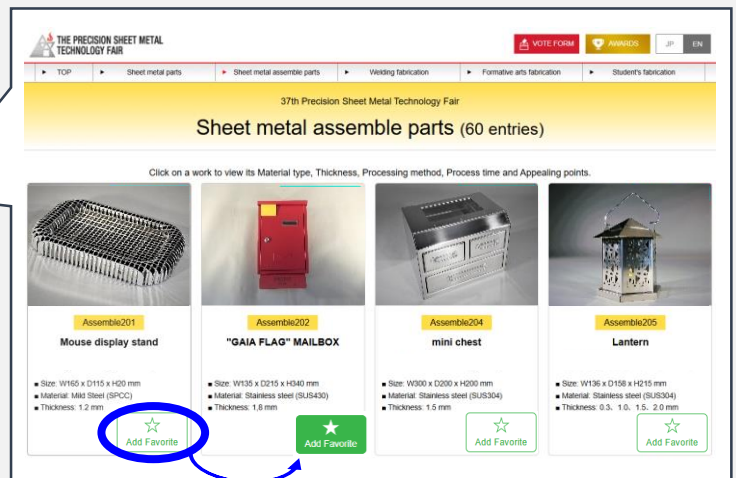 THE PRECISION SHEET METAL
TECHNOLOGY FAIR
VOTE FORM
AWARDS
JP EN
TOP
Sheet metal parts
Sheet metal assemble parts
Welding fabrication
Formative arts fabrication
Student's fabrication
37th Precision Sheet Metal Technology Fair
Sheet metal assemble parts (60 entries)
Click on a work to view its Material type, Thickness, Processing method, Process time and Appealing points.
Assemble201
Mouse display stand
■ Size: W165 x D115 x H20 mm
■ Material: Mild Steel (SPCC)
■ Thickness: 1.2 mm
Add Favorite
Assemble202
"GAIA FLAG" MAILBOX
■ Size: W135 x D215 x H340 mm
■ Material: Stainless steel (SUS430)
■ Thickness: 1,8 mm
Add Favorite
Assemble204
mini chest
■ Size: W300 x D200 x H200 mm
■ Material: Stainless steel (SUS304)
■ Thickness: 1.5 mm
Add Favorite
Assemble205
Lantern
■ Size: W136 x D158 x H215 mm
■ Material: Stainless steel (SUS304)
■ Thickness: 0.3、1.0、1.5、2.0 mm
Add Favorite